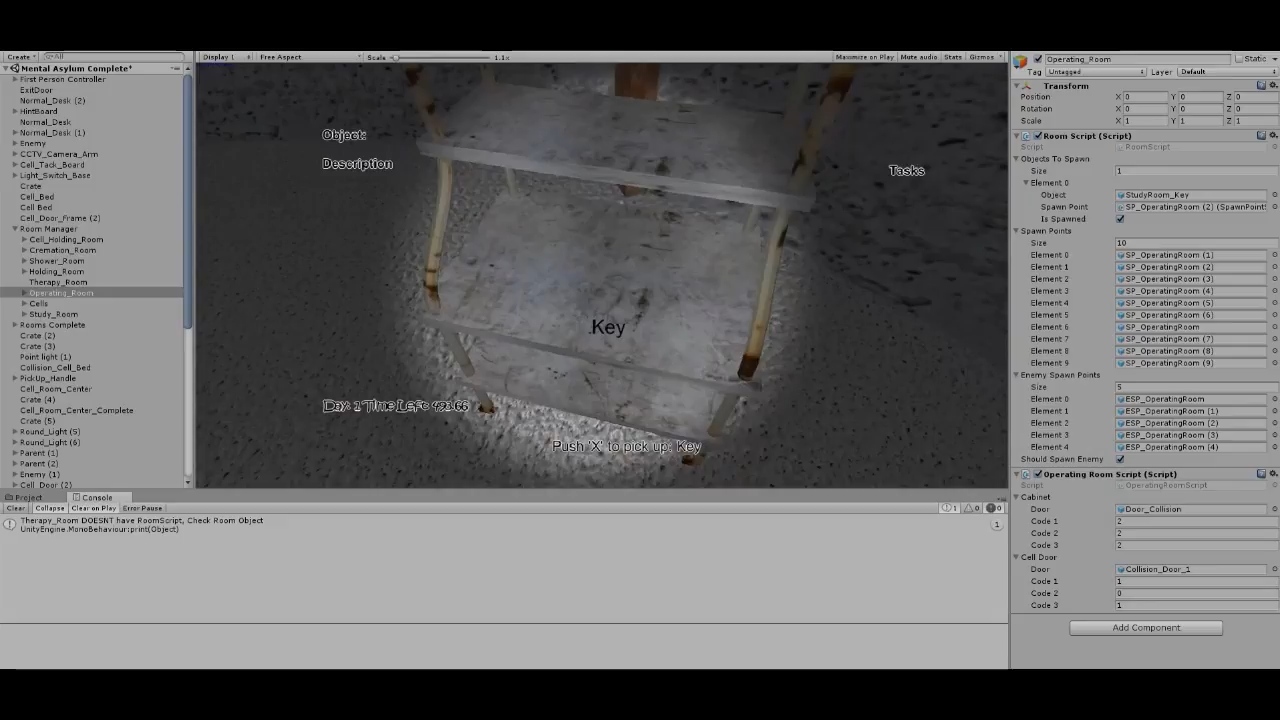 Create All
Mental Asylum Complete*
First Person Controller
ExitDoor
Normal_Desk (2)
HintBoard
Normal_Desk
Normal_Desk (1)
Enemy
CCTV_Camera_Arm
Cell_Tack_Board
Light_Switch_Base
Crate
Cell_Bed
Cell Bed
Cell_Door_Frame (2)
Room Manager
Cell_Holding_Room
Cremation_Room
Shower_Room
Holding_Room
Therapy_Room
Operating_Room
Cells
Study_Room
Rooms Complete
Crate (2)
Crate (3)
Point light (1)
Collision_Cell_Bed
PickUp_Handle
Cell_Room_Center
Crate (4)
Cell_Room_Center_Complete
Crate (5)
Round_Light (5)
Round_Light (6)
Parent (1)
Parent (2)
Enemy (1)
Cell_Door (2)
Display 1 Free Aspect Scale 1.1x Maximize on Play Mute audio Stats Gizmos
Object:
Description
Tasks
Key
Day: 1 Time Left:
Push 'X' to pick up: Key
Project Console
Clear Collapse Clear on Play Error Pause 1 0 0
Therapy_Room DOESNT have RoomScript, Check Room Object
UnityEngine.MonoBehaviour:print(Object)
1
Operating_Room Static
Tag Untagged Layer Default
Transform
Position X 0 Y 0 Z 0
Rotation X 0 Y 0 Z 0
Scale X 1 Y 1 Z 1
Room Script (Script)
Script RoomScript
Objects To Spawn
Size 1
Element 0
Object StudyRoom_Key
Spawn Point SP_OperatingRoom (2) (SpawnPoint
Is Spawned
Spawn Points
Size 10
Element 0 SP_OperatingRoom (1)
Element 1 SP_OperatingRoom (2)
Element 2 SP_OperatingRoom (3)
Element 3 SP_OperatingRoom (4)
Element 4 SP_OperatingRoom (5)
Element 5 SP_OperatingRoom (6)
Element 6 SP_OperatingRoom
Element 7 SP_OperatingRoom (7)
Element 8 SP_OperatingRoom (8)
Element 9 SP_OperatingRoom (9)
Enemy Spawn Points
Size 5
Element 0 ESP_OperatingRoom
Element 1 ESP_OperatingRoom (1)
Element 2 ESP_OperatingRoom (2)
Element 3 ESP_OperatingRoom (3)
Element 4 ESP_OperatingRoom (4)
Should Spawn Enemy
Operating Room Script (Script)
Script OperatingRoomScript
Cabinet
Door Door_Collision
Code 1 2
Code 2 2
Code 3 2
Cell Door
Door Collision_Door_1
Code 1 1
Code 2 0
Code 3 1
Add Component